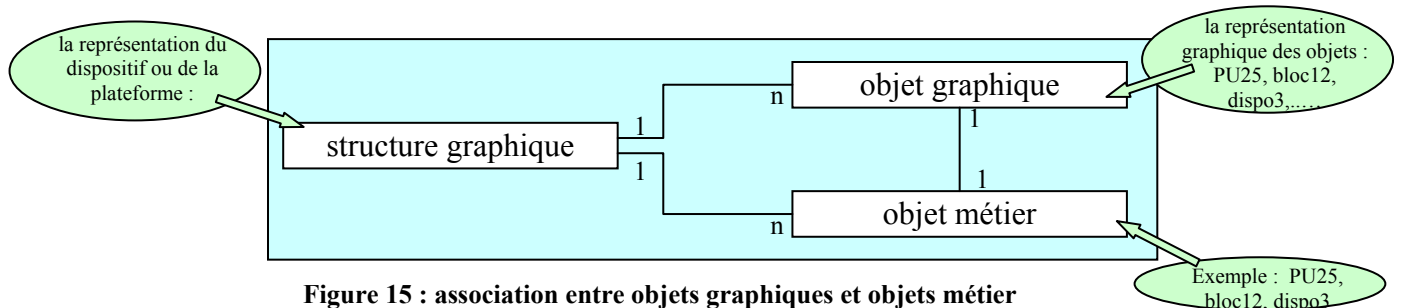 la représentation du
dispositif ou de la
plateforme :
la représentation
graphique des objets :
PU25, bloc12,
dispo3,.….
objet graphique
n
1
structure graphique
1
1
1
objet métier
n
Exemple :  PU25,
bloc12, dispo3
Figure 15 : association entre objets graphiques et objets métier